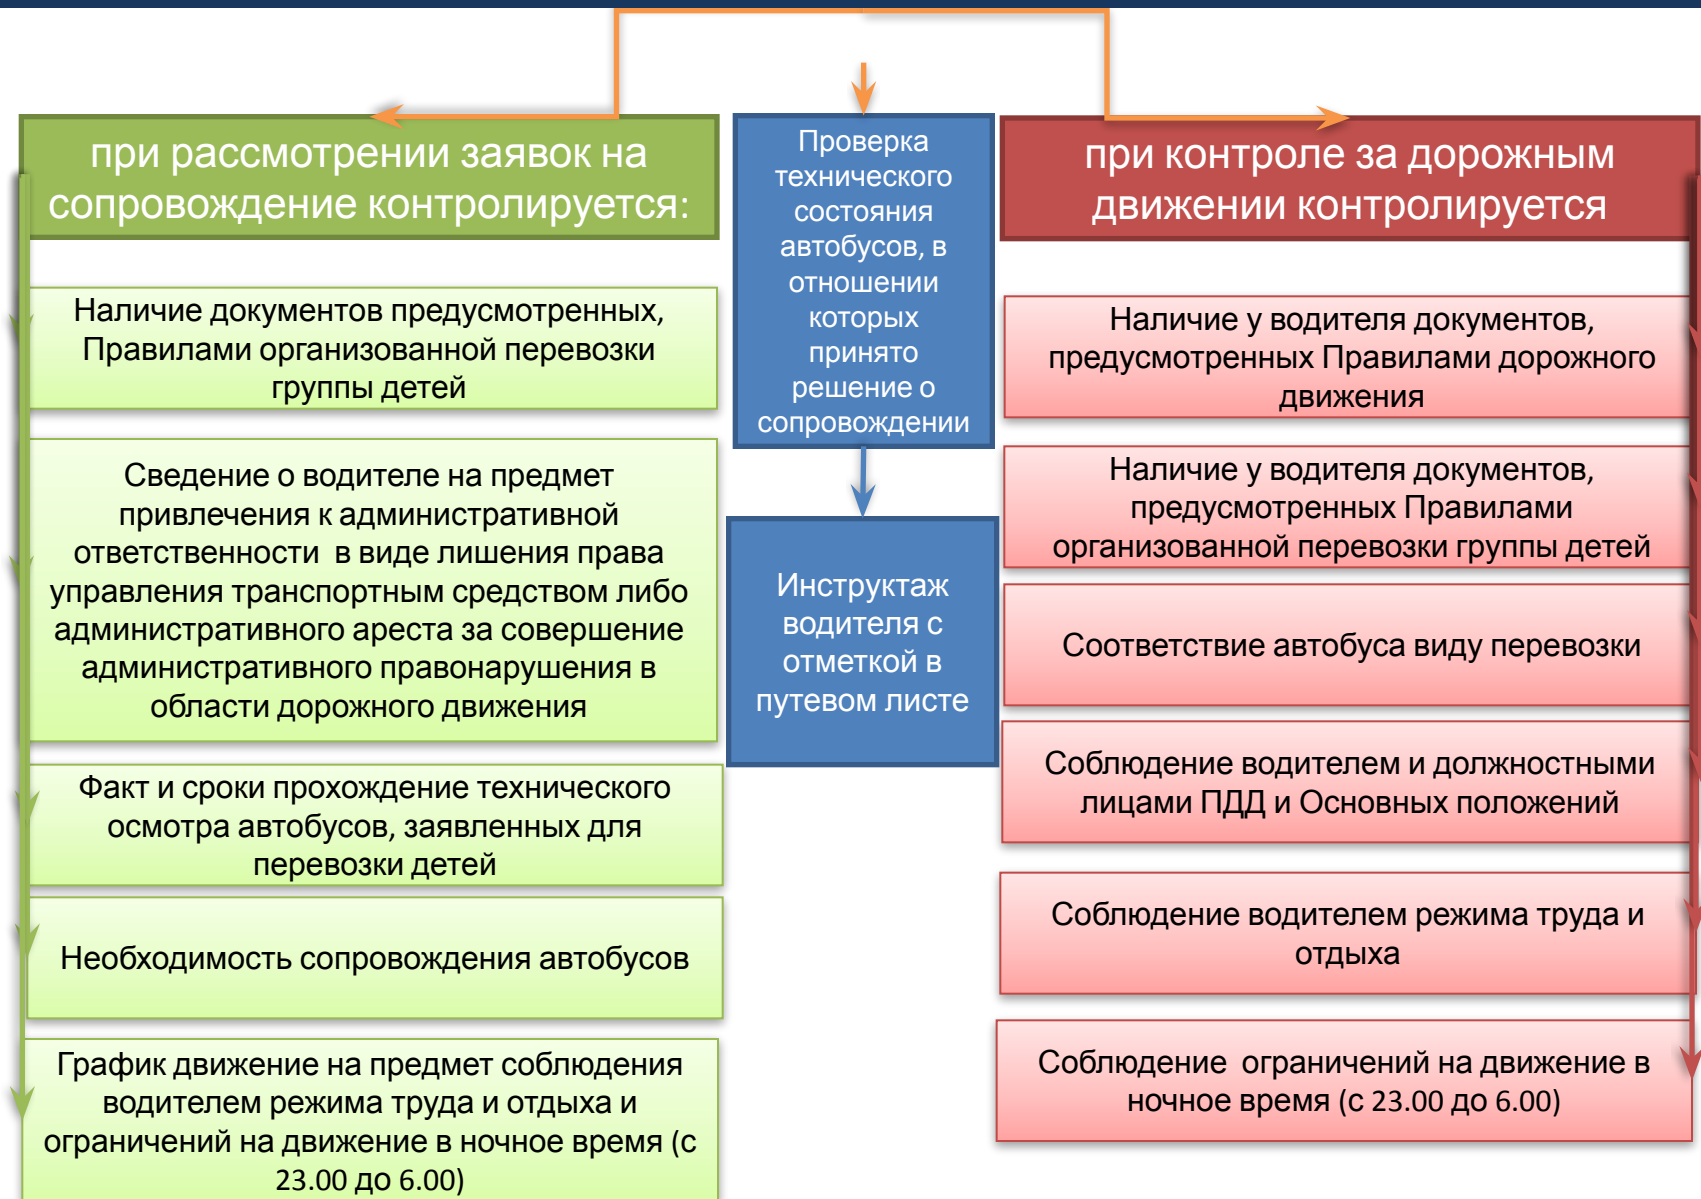 при рассмотрении заявок на
сопровождение контролируется:
Наличие документов предусмотренных,
Правилами организованной перевозки
группы детей
Сведение о водителе на предмет
привлечения к административной
ответственности в виде лишения права
управления транспортным средством либо
административного ареста за совершение
административного правонарушения в
области дорожного движения
Факт и сроки прохождение технического
осмотра автобусов, заявленных для
перевозки детей
Необходимость сопровождения автобусов
График движение на предмет соблюдения
водителем режима труда и отдыха и
ограничений на движение в ночное время (с
23.00 до 6.00)
Проверка
технического
состояния
автобусов, в
отношении
которых
принято
решение о
сопровождении
Инструктаж
водителя с
отметкой в
путевом листе
при контроле за дорожным
движении контролируется
Наличие у водителя документов,
предусмотренных Правилами дорожного
движения
Наличие у водителя документов,
предусмотренных Правилами
организованной перевозки группы детей
Соответствие автобуса виду перевозки
Соблюдение водителем и должностными
лицами ПДД и Основных положений
Соблюдение водителем режима труда и
отдыха
Соблюдение ограничений на движение в
ночное время (с 23.00 до 6.00)